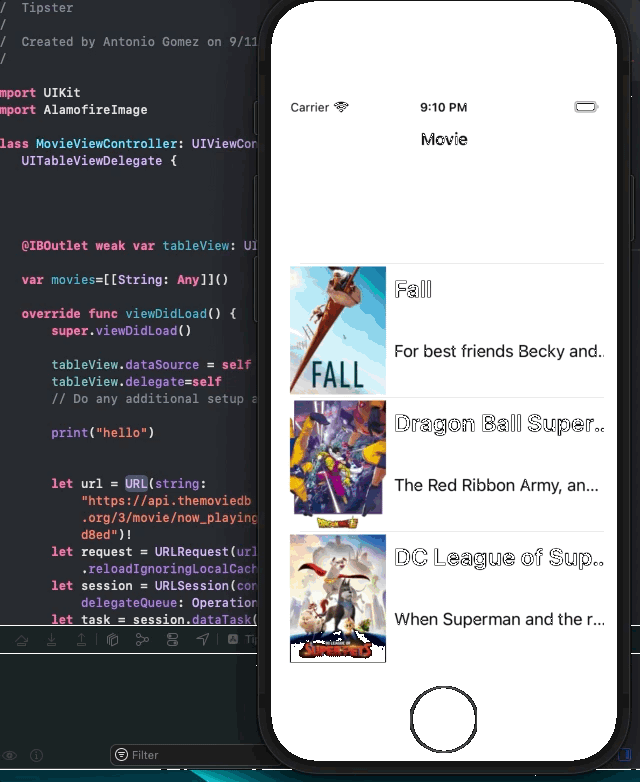 /  Tipster
/
/  Created by Antonio Gomez on 9/11
/
mport UIKit
mport AlamofireImage
lass MovieViewController: UIViewCon
UITableViewDelegate {
@IBOutlet weak var tableView: UI
var movies=[[String: Any]]()
override func viewDidLoad() {
super.viewDidLoad()
tableView.dataSource = self
tableView.delegate=self
// Do any additional setup a
print("hello")
let url = URL(string:
"https://api.themoviedb
.org/3/movie/now_playing
d8ed")!
let request = URLRequest(url
.reloadIgnoringLocalCach
let session = URLSession(con
delegateQueue: Operation
let task = session.dataTask(
A Tip
Filter
Carrier 9:10 PM
Movie
Fall
For best friends Becky and..
FALL
Dragon Ball Super..
The Red Ribbon Army, an...
DC League of Sup..
When Superman and the r...
SUPER-PETS